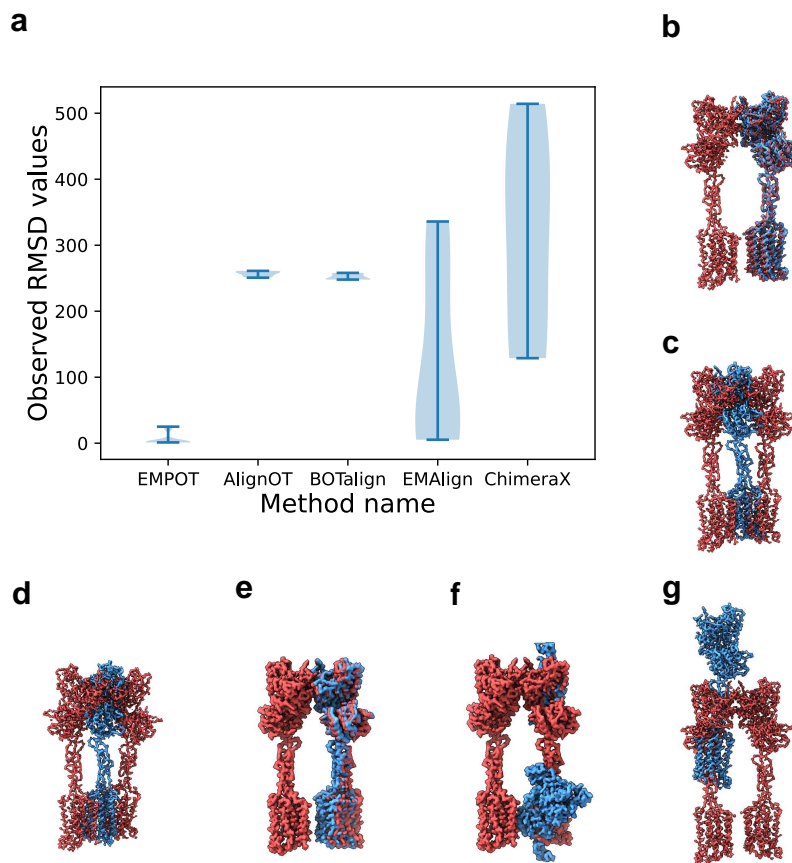 a
b
500
400
300
200
100
0
Observed RMSD values
EMPOT AlignOT BOTalign EMAlign ChimeraX
Method name
c
d
e
f
g